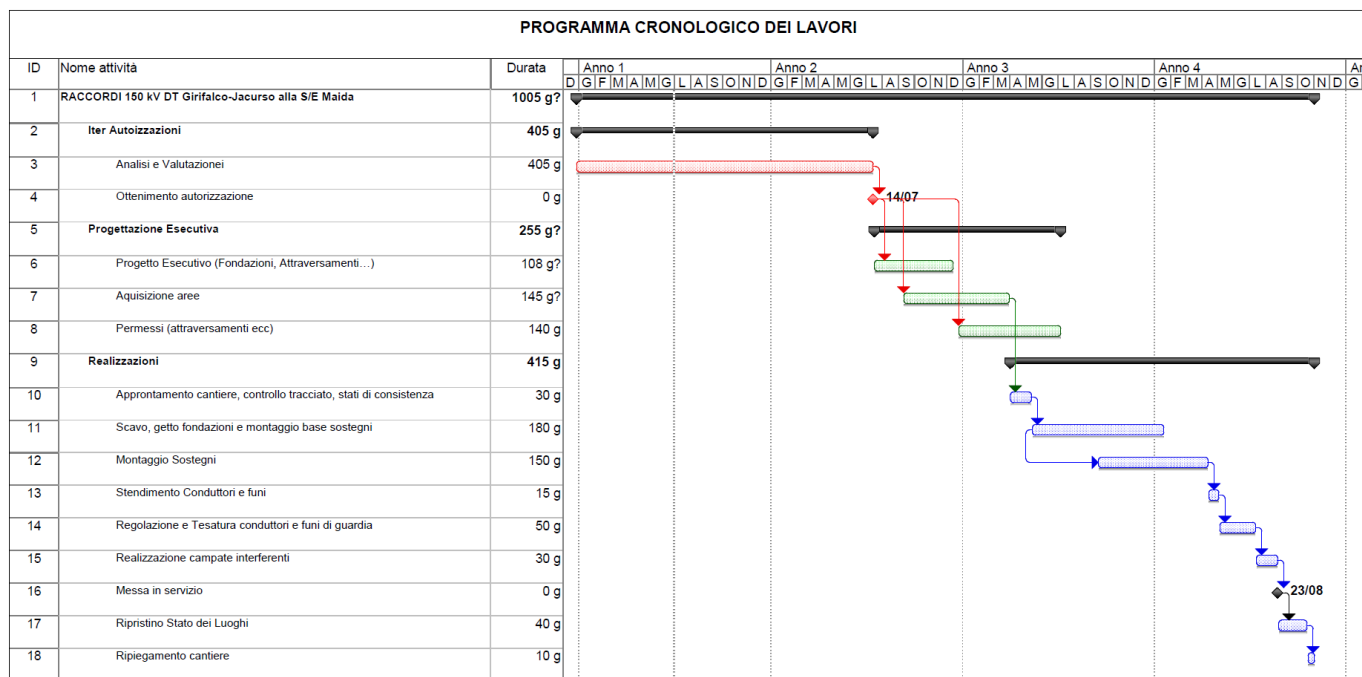 PROGRAMMA CRONOLOGICO DEI LAVORI
ID Nome attività Durata Anno 1 Anno 2 Anno 3 Anno 4
D G F M A M G L A S O N D G F M A M G L A S O N D G F M A M G L A S O N D G F M A M G L A S O N D G
1 RACCORDI 150 kV DT Girifalco-Jacurso alla S/E Maida 1005 g?
2 Iter Autoizzazioni 405 g
3 Analisi e Valutazionei 405 g
4 Ottenimento autorizzazione 0 g 14/07
5 Progettazione Esecutiva 255 g?
6 Progetto Esecutivo (Fondazioni, Attraversamenti…) 108 g?
7 Aquisizione aree 145 g?
8 Permessi (attraversamenti ecc) 140 g
9 Realizzazioni 415 g
10 Approntamento cantiere, controllo tracciato, stati di consistenza 30 g
11 Scavo, getto fondazioni e montaggio base sostegni 180 g
12 Montaggio Sostegni 150 g
13 Stendimento Conduttori e funi 15 g
14 Regolazione e Tesatura conduttori e funi di guardia 50 g
15 Realizzazione campate interferenti 30 g
16 Messa in servizio 0 g 23/08
17 Ripristino Stato dei Luoghi 40 g
18 Ripiegamento cantiere 10 g